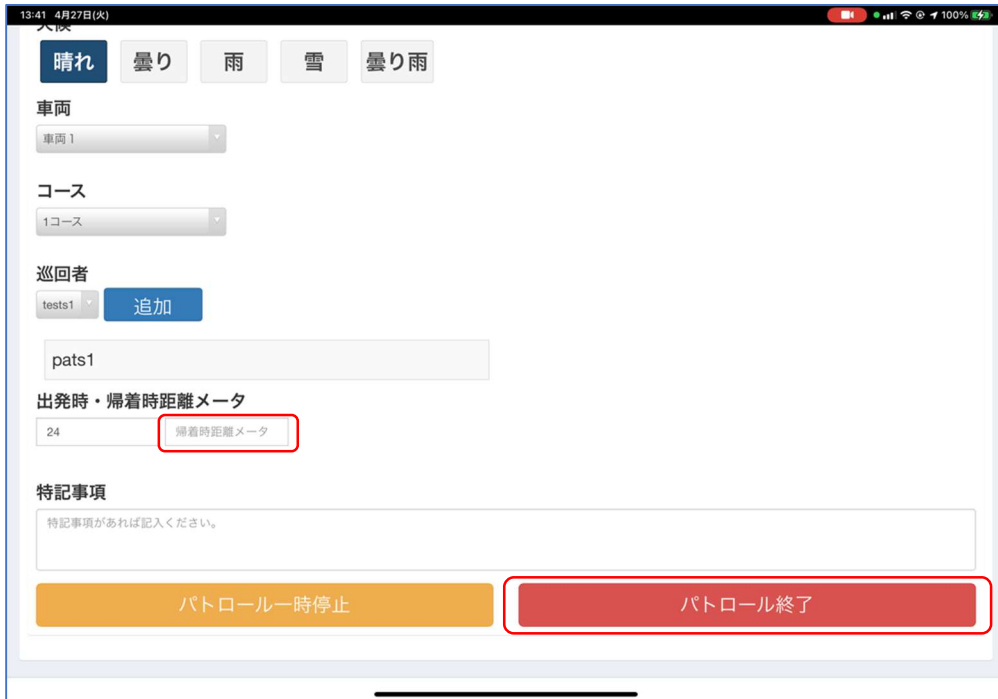 13:41 4月27日(火)
100%
天候
晴れ 曇り 雨 雪 曇り雨
車両
車両1
コース
1コース
巡回者
tests1 追加
pats1
出発時・帰着時距離メータ
24 帰着時距離メータ
特記事項
特記事項があれば記入ください。
パトロール一時停止 パトロール終了